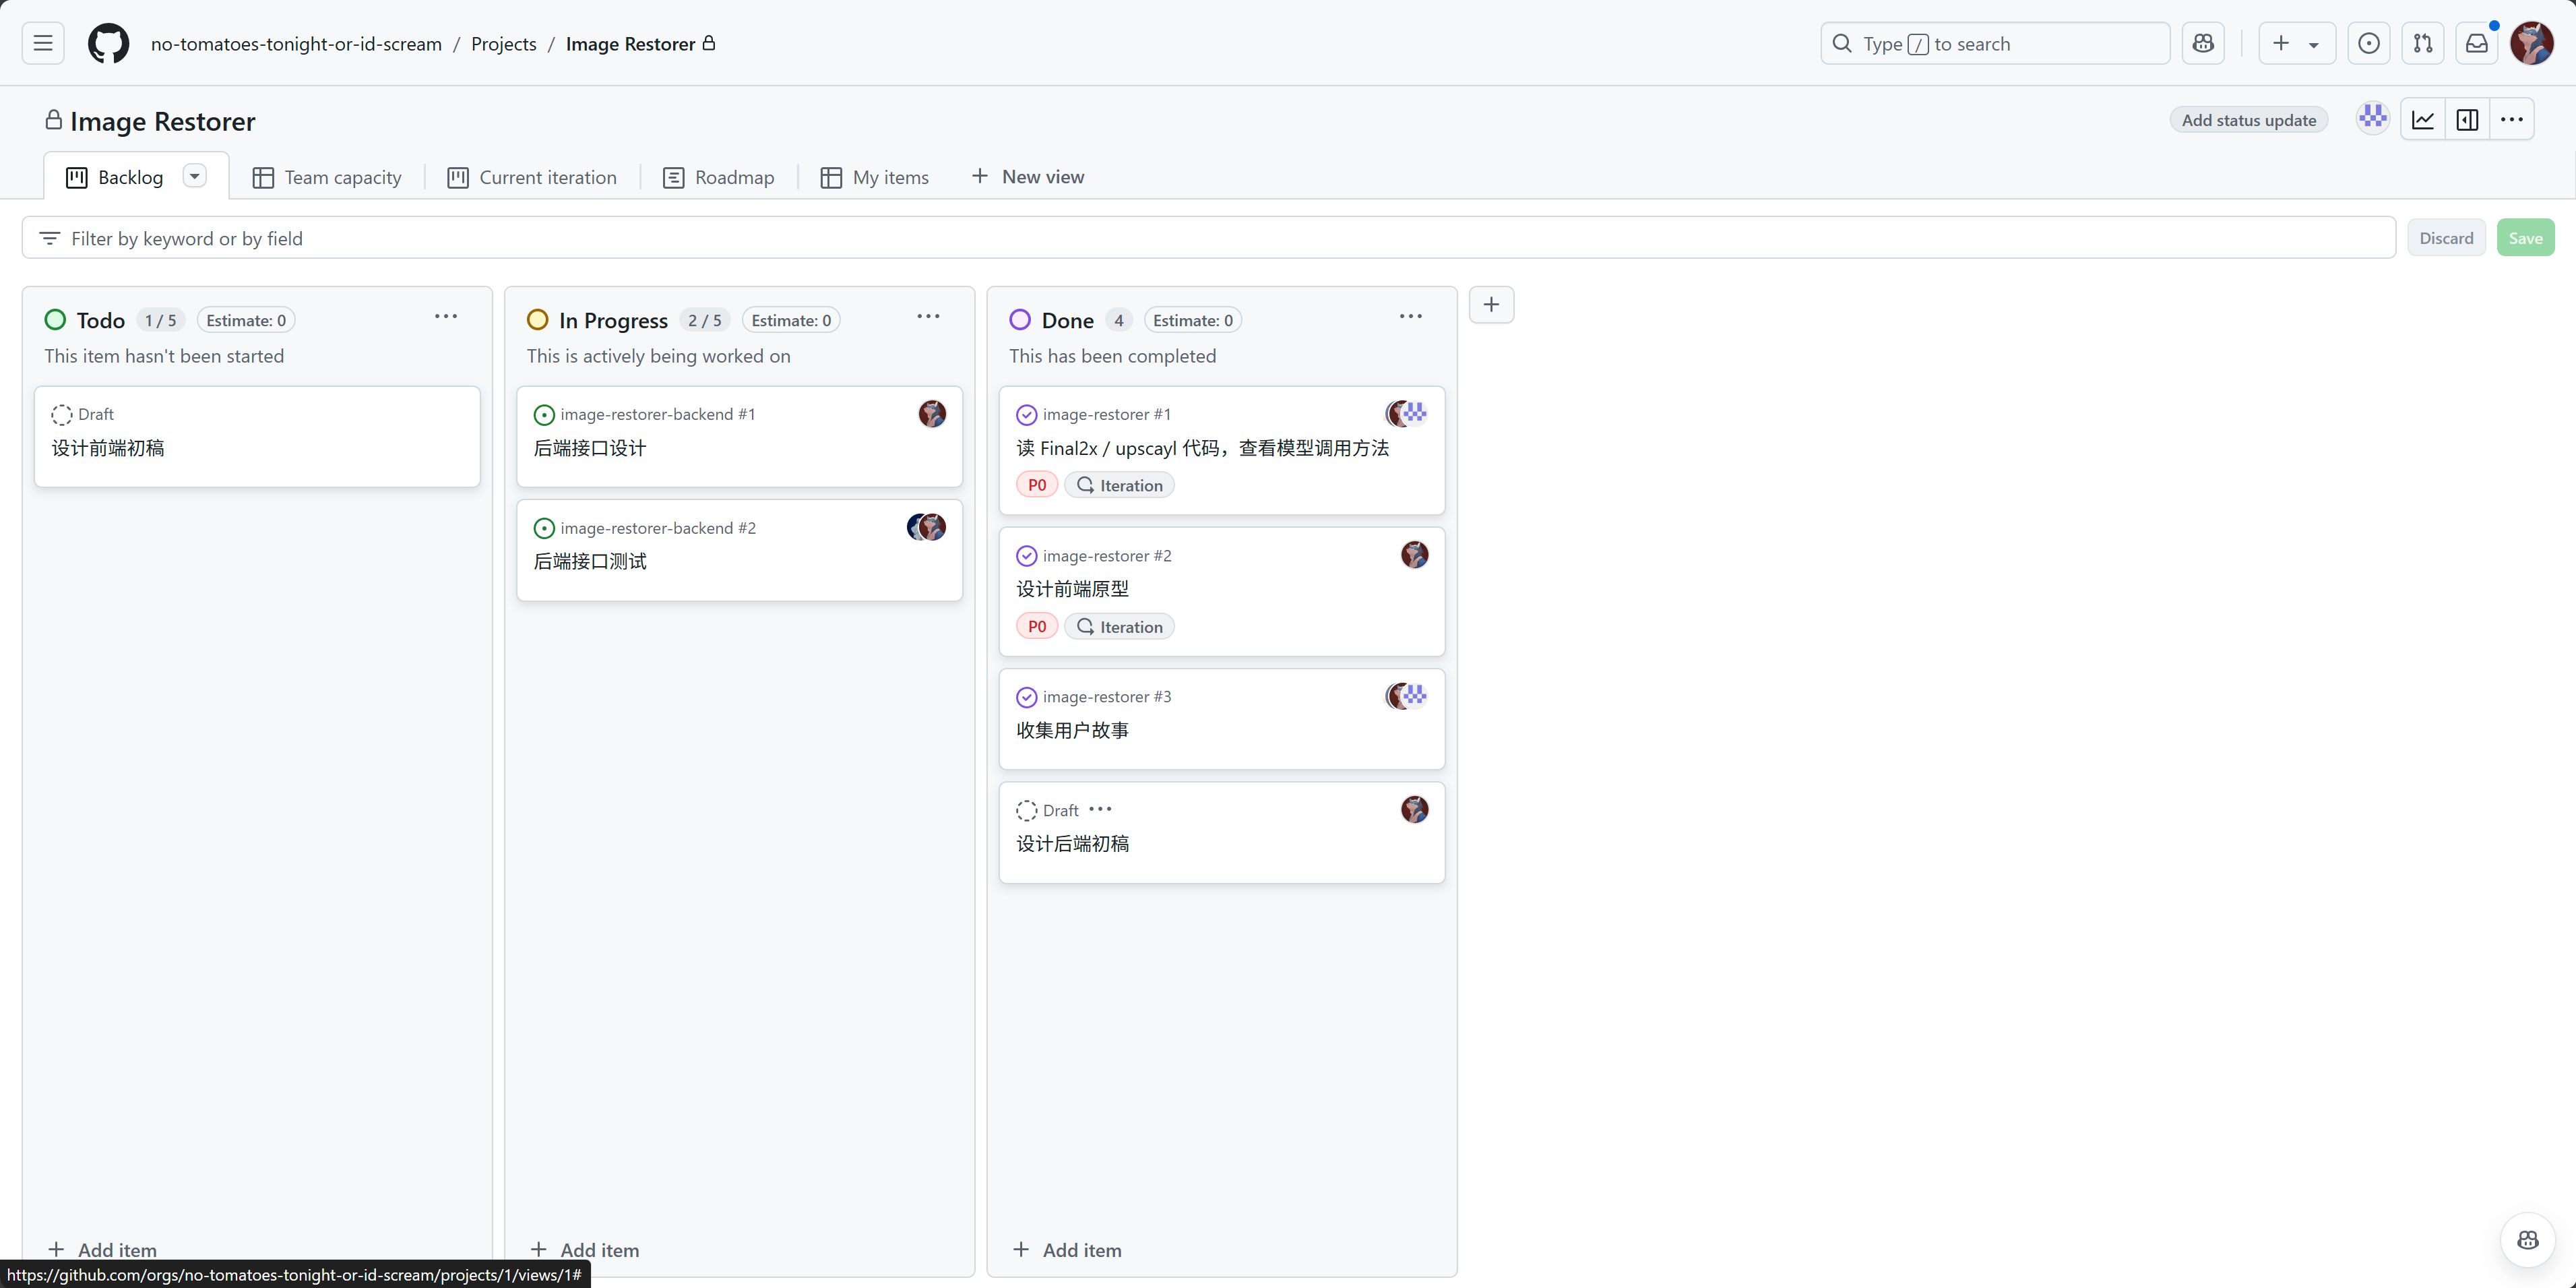 no-tomatoes-tonight-or-id-scream / Projects / Image Restorer
Type / to search
Image Restorer
Add status update
Backlog
Team capacity
Current iteration
Roadmap
My items
New view
Filter by keyword or by field
Discard
Save
Todo 1 / 5 Estimate: 0
This item hasn't been started
Draft
设计前端初稿
Add item
In Progress 2 / 5 Estimate: 0
This is actively being worked on
image-restorer-backend #1
后端接口设计
image-restorer-backend #2
后端接口测试
Add item
Done 4 Estimate: 0
This has been completed
image-restorer #1
读 Final2x / upscayl 代码，查看模型调用方法
P0 Iteration
image-restorer #2
设计前端原型
P0 Iteration
image-restorer #3
收集用户故事
Draft
设计后端初稿
Add item
https://github.com/orgs/no-tomatoes-tonight-or-id-scream/projects/1/views/1#